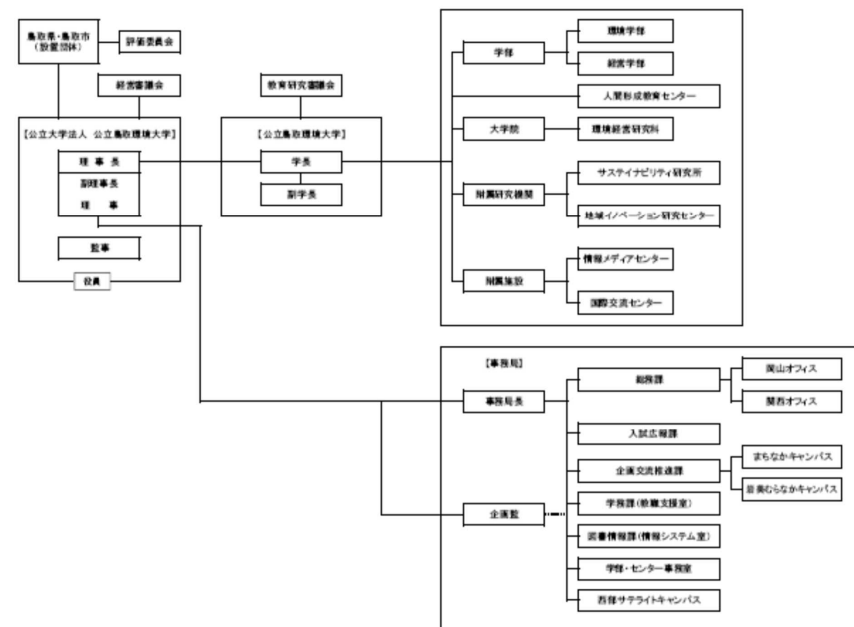 鳥取県・鳥取市
(設置団体)
評価委員会
経営審議会
教育研究審議会
【公立大学法人 公立鳥取環境大学】
理事長
副理事長
理 事
監事
役員
【公立鳥取環境大学】
学長
副学長
学部
環境学部
経営学部
人間形成教育センター
大学院
環境経営研究科
附属研究機関
サステイナビリティ研究所
地域イノベーション研究センター
附属施設
情報メディアセンター
国際交流センター
【事務局】
事務局長
総務課
岡山オフィス
関西オフィス
入試広報課
企画交流推進課
まちなかキャンパス
岩美むらなかキャンパス
企画監
学務課(教職支援室)
図書情報課(情報システム室)
学部・センター事務室
西部サテライトキャンパス